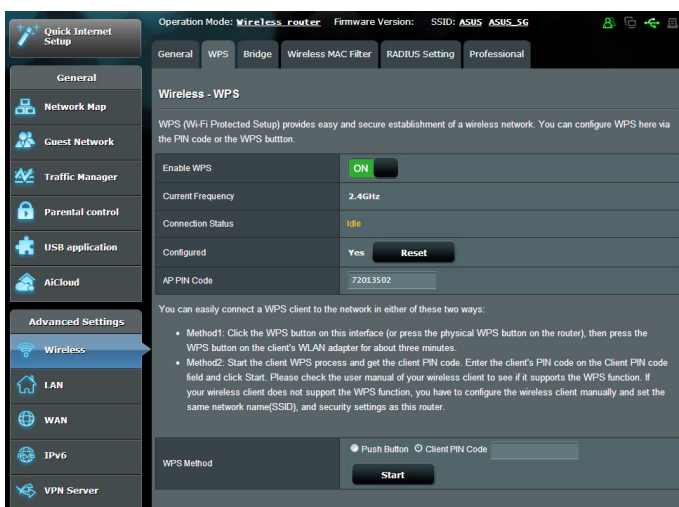 Quick Internet
Setup
Operation Mode: Wireless router Firmware Version: SSID: ASUS ASUS_5G
General WPS Bridge Wireless MAC Filter RADIUS Setting Professional
General
Network Map
Guest Network
Traffic Manager
Parental control
USB application
AiCloud
Advanced Settings
Wireless
LAN
WAN
IPv6
VPN Server
Wireless - WPS
WPS (Wi-Fi Protected Setup) provides easy and secure establishment of a wireless network. You can configure WPS here via
the PIN code or the WPS buttton.
Enable WPS ON
Current Frequency 2.4GHz
Connection Status Idle
Configured Yes Reset
AP PIN Code 72013502
You can easily connect a WPS client to the network in either of these two ways:
• Method1: Click the WPS button on this interface (or press the physical WPS button on the router), then press the
WPS button on the client's WLAN adapter for about three minutes.
• Method2: Start the client WPS process and get the client PIN code. Enter the client's PIN code on the Client PIN code
field and click Start. Please check the user manual of your wireless client to see if it supports the WPS function. If
your wireless client does not support the WPS function, you have to configure the wireless client manually and set the
same network name(SSID), and security settings as this router.
WPS Method Push Button Client PIN Code
Start